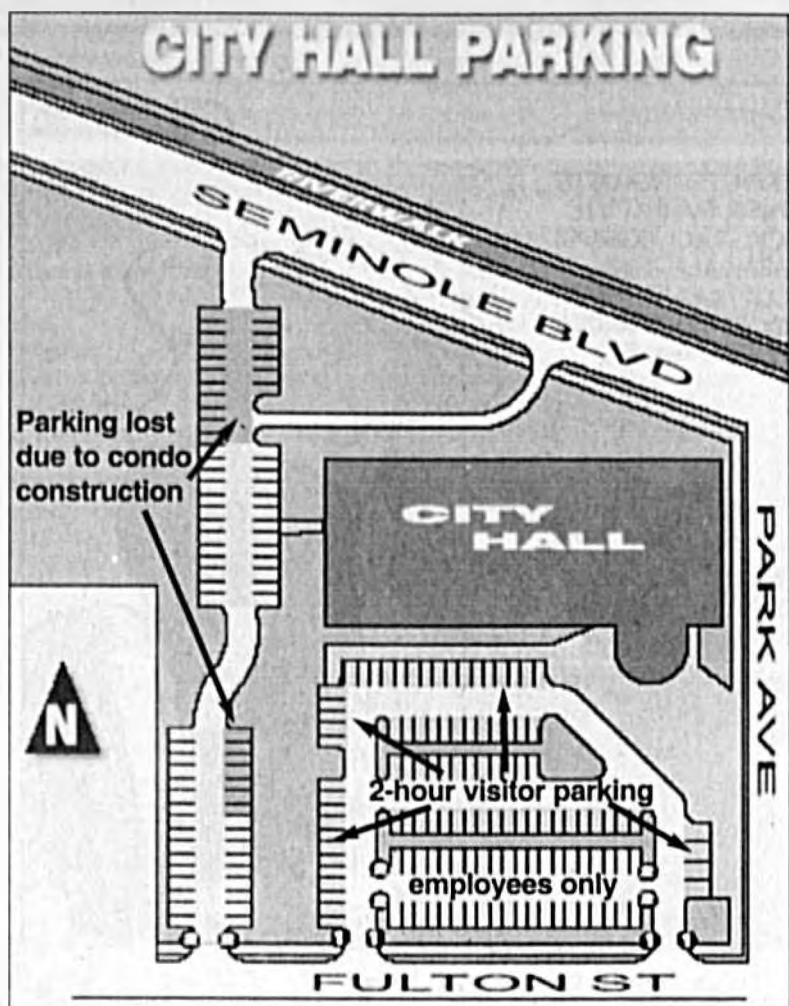 CITY HALL PARKING
RIVERWALK
SEMINOLE BLVD
Parking lost
due to condo
construction
CITY
HALL
PARK AVE
N
2-hour visitor parking
employees only
FULTON ST